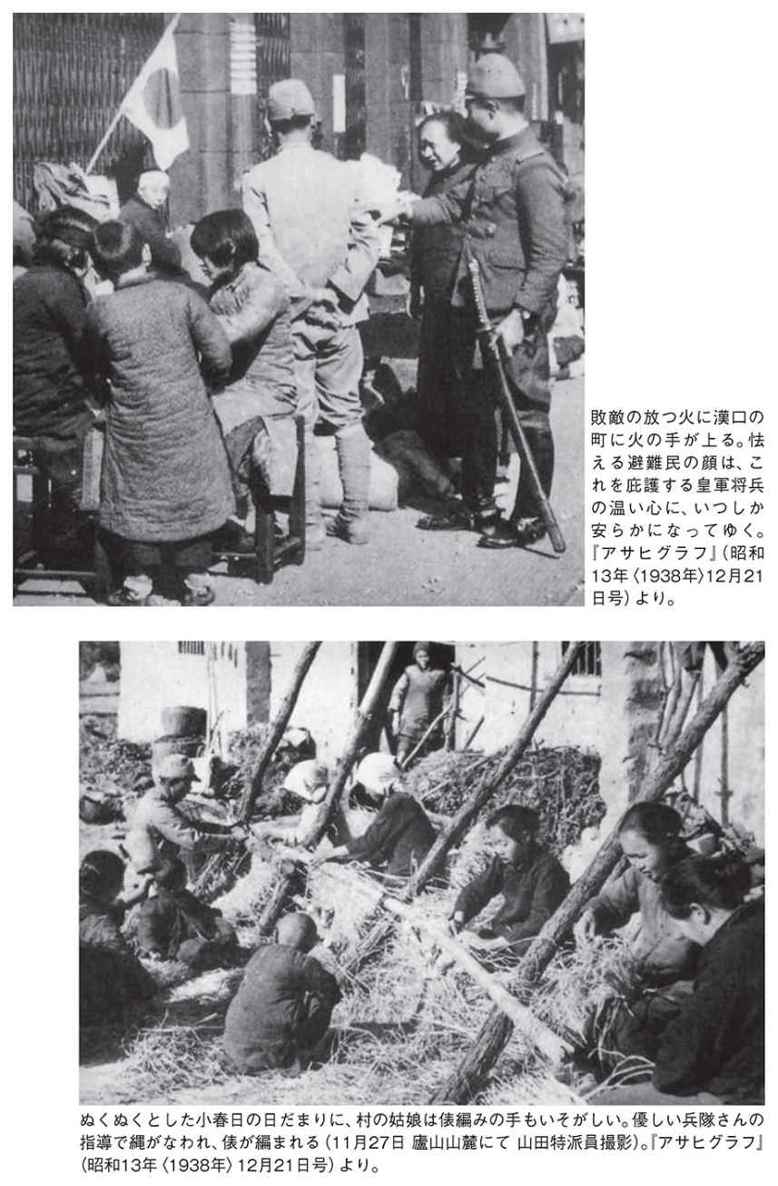 敗敵の放つ火に漢口の
町に火の手が上る。怯
える避難民の顔は、こ
れを庇護する皇軍将兵
の温い心に、いつしか
安らかになってゆく。
『アサヒグラフ』(昭和
13年〈1938年〉12月21
日号)より。
ぬくぬくとした小春日の日だまりに、村の姑娘は俵編みの手もいそがしい。優しい兵隊さんの
指導で縄がなわれ、俵が編まれる(11月27日 廬山山麓にて 山田特派員撮影)。『アサヒグラフ』
(昭和13年〈1938年〉12月21日号)より。